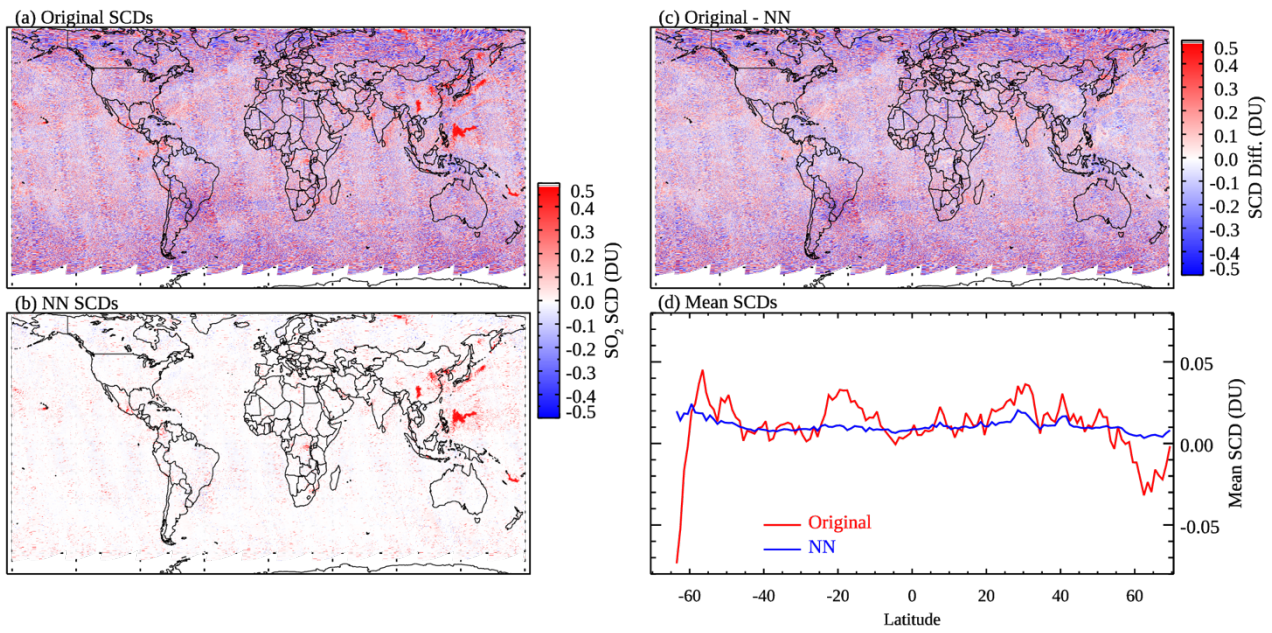 (a) Original SCDs
(c) Original - NN
0.5
0.4
0.3
0.2
0.1
0.0
-0.1
-0.2
-0.3
-0.4
-0.5
SCD Diff. (DU)
0.5
0.4
0.3
0.2
0.1
0.0
-0.1
-0.2
-0.3
-0.4
-0.5
SO₂ SCD (DU)
(b) NN SCDs
(d) Mean SCDs
0.05
0.00
-0.05
Mean SCD (DU)
Original
NN
-60 -40 -20 0 20 40 60
Latitude